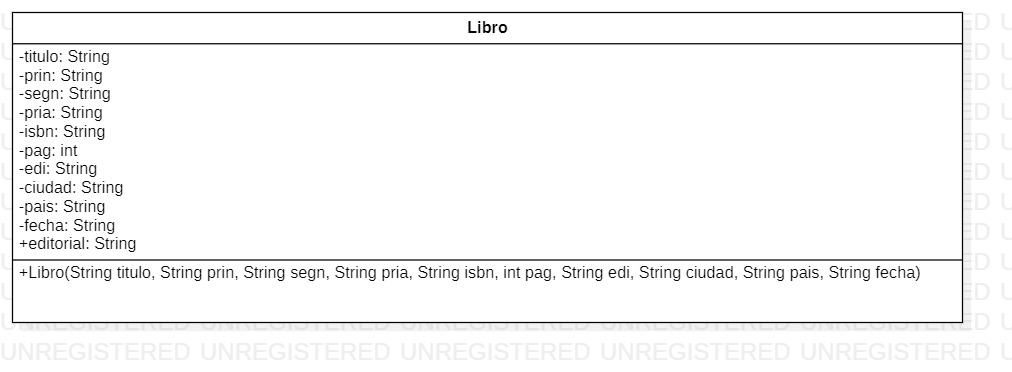 Libro
-titulo: String
-prin: String
-segn: String
-pria: String
-isbn: String
-pag: int
-edi: String
-ciudad: String
-pais: String
-fecha: String
+editorial: String
+Libro(String titulo, String prin, String segn, String pria, String isbn, int pag, String edi, String ciudad, String pais, String fecha)
UNREGISTERED UNREGISTERED UNREGISTERED UNREGISTERED UNREGISTERED U